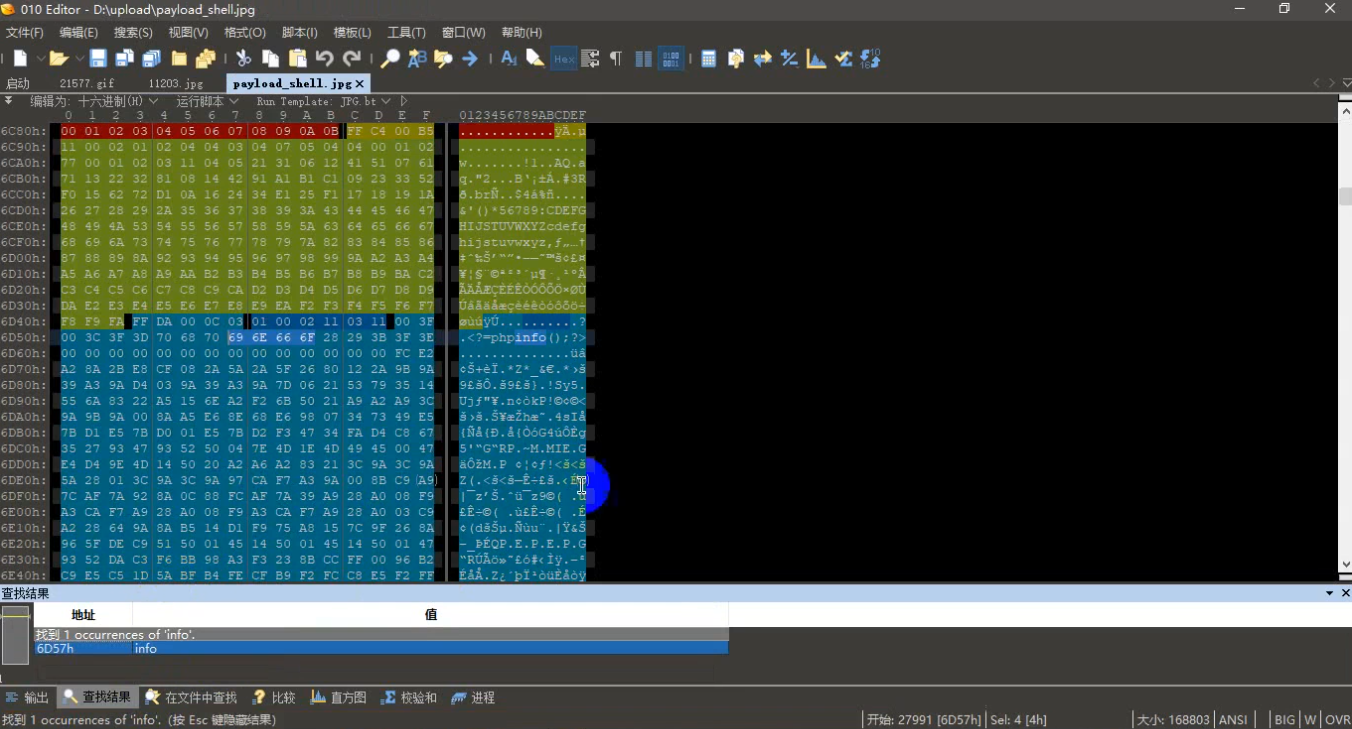 010 Editor - D:\upload\payload_shell.jpg
文件(F) 编辑(E) 搜索(S) 视图(V) 格式(O) 脚本(I) 模板(L) 工具(T) 窗口(W) 帮助(H)
启动 21577.gif 11203.jpg payload_shell.jpg
编辑为: 十六进制(H) 运行脚本 Run Template: JPG.bt
0 1 2 3 4 5 6 7 8 9 A B C D E F 0123456789ABCDEF
6C80h: 00 01 02 03 04 05 06 07 08 09 0A 0B FF C4 00 B5 ............ÿÄ.µ
6C90h: 11 00 02 01 02 04 04 03 04 07 05 04 04 00 01 02 ................
6CA0h: 77 00 01 02 03 11 04 05 21 31 06 12 41 51 07 61 w.......!1..AQ.a
6CB0h: 71 13 22 32 81 08 14 42 91 A1 B1 C1 09 23 33 52
6CC0h: F0 15 62 72 D1 0A 16 24 34 E1 25 F1 17 18 19 1A ð.brÑ..$4á%ñ....
6CD0h: 26 27 28 29 2A 35 36 37 38 39 3A 43 44 45 46 47 &'()*56789:CDEFG
6CE0h: 48 49 4A 53 54 55 56 57 58 59 5A 63 64 65 66 67 HIJSTUVWXYZcdefg
6CF0h: 68 69 6A 73 74 75 76 77 78 79 7A 82 83 84 85 86 hijstuvwxyz‚ƒ„…†
6D00h: 87 88 89 8A 92 93 94 95 96 97 98 99 9A A2 A3 A4
6D10h: A5 A6 A7 A8 A9 AA B2 B3 B4 B5 B6 B7 B8 B9 BA C2
6D20h: C3 C4 C5 C6 C7 C8 C9 CA D2 D3 D4 D5 D6 D7 D8 D9 ÃÄÅÆÇÈÉÊÒÓÔÕÖ×ØÙ
6D30h: DA E2 E3 E4 E5 E6 E7 E8 E9 EA F2 F3 F4 F5 F6 F7 Úâãäåæçèéêòóôõö÷
6D40h: F8 F9 FA FF DA 00 0C 03 01 00 02 11 03 11 00 3F øùúÿÚ..........?
6D50h: 00 3C 3F 3D 70 68 70 69 6E 66 6F 28 29 3B 3F 3E .<?=phpinfo();?>
6D60h: 00 00 00 00 00 00 00 00 00 00 00 00 00 00 FC E2 ..............üâ
6D70h: A2 8A 2B E8 CF 08 2A 5A 2A 5F 26 80 12 2A 9B 9A
6D80h: 39 A3 9A D4 03 9A 39 A3 9A 7D 06 21 53 79 35 14
6D90h: 55 6A 83 22 A5 15 6E A2 F2 6B 50 21 A9 A2 A9 3C
6DA0h: 9A 9B 9A 00 8A A5 E6 8E 68 E6 98 07 34 73 49 E5
6DB0h: 7B D1 E5 7B D0 01 E5 7B D2 F3 47 34 FA D4 C8 67
6DC0h: 35 27 93 47 93 52 50 04 7E 4D 1E 4D 49 45 00 47
6DD0h: E4 D4 9E 4D 14 50 20 A2 A6 A2 83 21 3C 9A 3C 9A
6DE0h: 5A 28 01 3C 9A 3C 9A 97 CA F7 A3 9A 00 8B C9 A9
6DF0h: 7C AF 7A 92 8A 0C 88 FC AF 7A 39 A9 28 A0 08 F9
6E00h: A3 CA F7 A9 28 A0 08 F9 A3 CA F7 A9 28 A0 03 C9
6E10h: A2 28 64 9A 8A B5 14 D1 F9 75 A8 15 7C 9F 26 8A
6E20h: 96 5F DE C9 51 50 01 45 14 50 01 45 14 50 01 47
6E30h: 93 52 DA C3 F6 BB 98 A3 F3 23 8B CC FF 00 96 B2
6E40h: C9 E5 C5 1D 5A BF B4 FE CF B9 F2 FC C8 E5 F2 FF
查找结果
地址 值
找到 1 occurrences of 'info'.
6D57h info
输出 查找结果 在文件中查找 比较 直方图 校验和 进程
找到 1 occurrences of 'info'. (按 Esc 键隐藏结果) 开始: 27991 [6D57h] Sel: 4 [4h] 大小: 168803 ANSI BIG W OVR